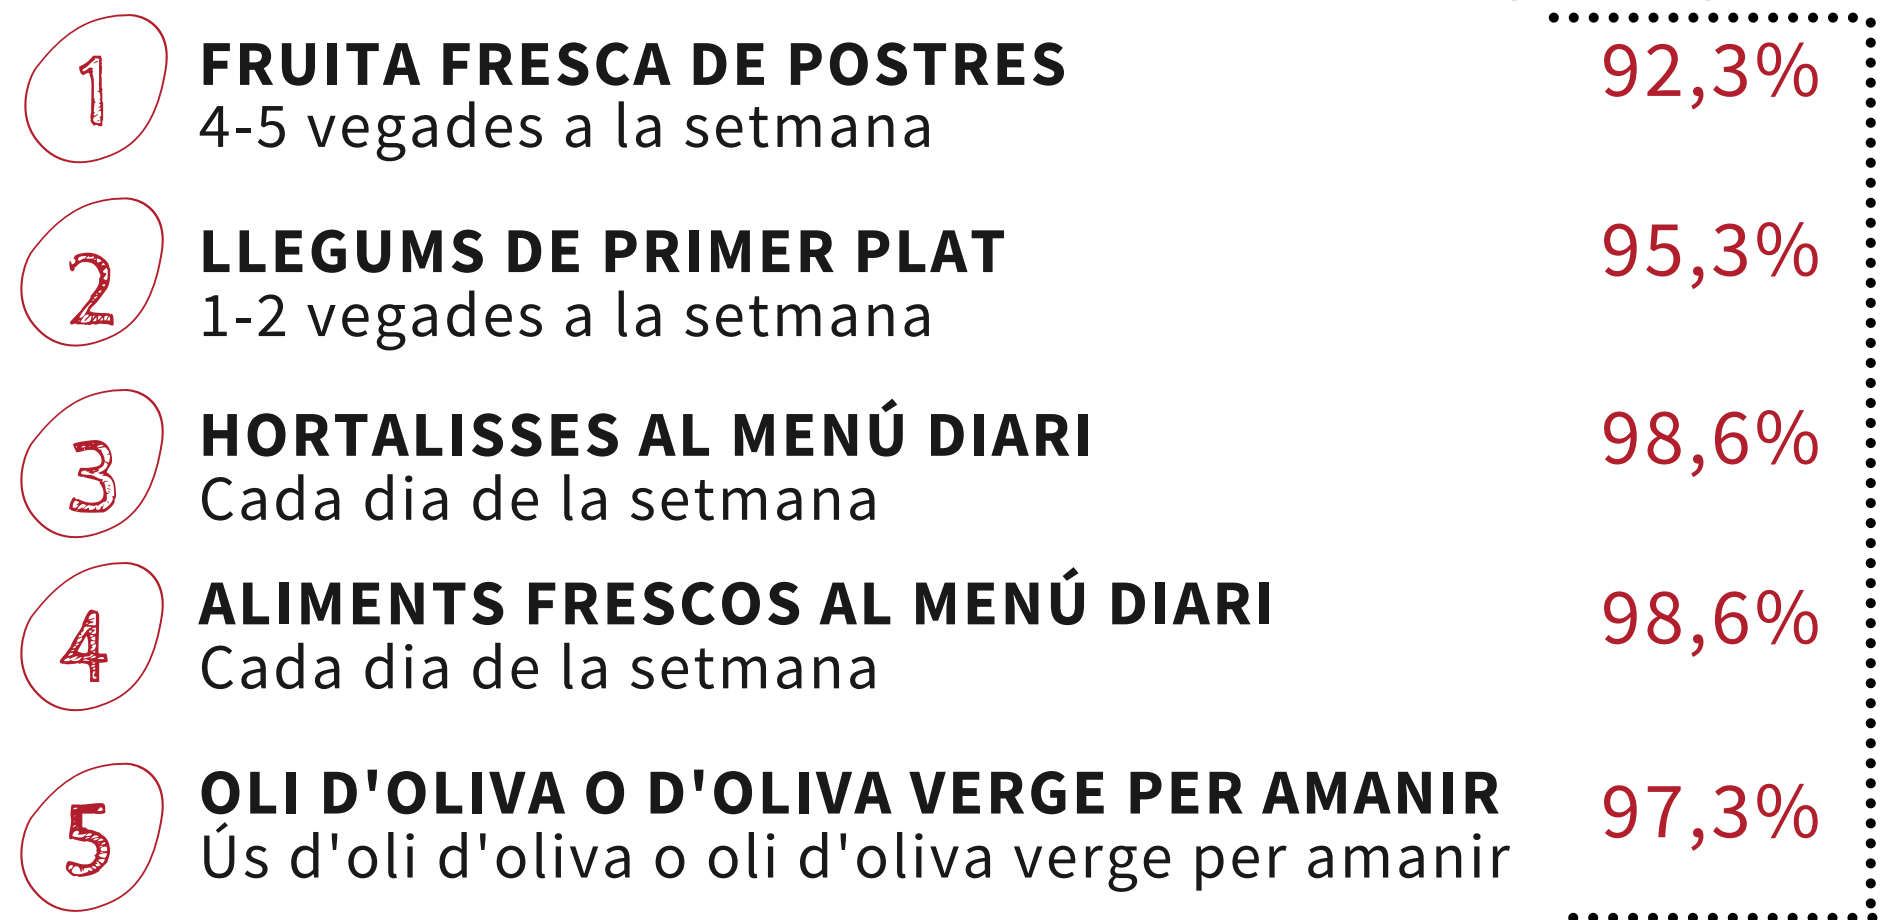 1
FRUITA FRESCA DE POSTRES
4-5 vegades a la setmana
92,3%
2
LLEGUMS DE PRIMER PLAT
1-2 vegades a la setmana
95,3%
3
HORTALISSES AL MENÚ DIARI
Cada dia de la setmana
98,6%
4
ALIMENTS FRESCOS AL MENÚ DIARI
Cada dia de la setmana
98,6%
5
OLI D'OLIVA O D'OLIVA VERGE PER AMANIR
Ús d'oli d'oliva o oli d'oliva verge per amanir
97,3%